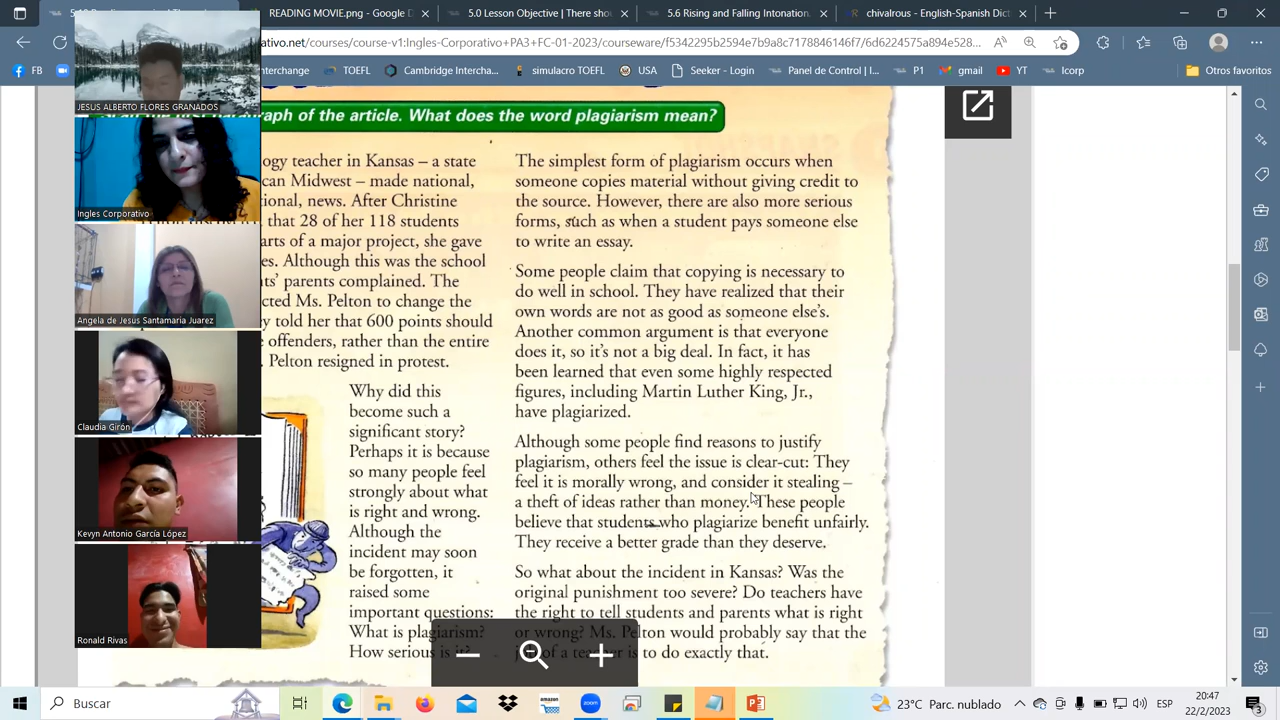 READING MOVIE.png - Google D
5.0 Lesson Objective | Template
5.6 Rising and Falling Intonation
chivalrous - English-Spanish Dict
ativo.net/courses/course-v1:Ingles-Corporativo+PA3+FC-01-2023/courseware/f5342295b2594e7b9a8c7178846146f7/6d6224575a894e528...
FB
terchange
TOEFL
Cambridge Intercha...
simulacro TOEFL
USA
Seeker - Login
Panel de Control | I...
P1
gmail
YT
Icorp
Otros favoritos
JESUS ALBERTO FLORES GRANADOS
Ingles Corporativo
Angela de Jesus Santamaria Juarez
Claudia Girón
Kevyn Antonio García López
Ronald Rivas
paragraph of the article. What does the word plagiarism mean?
ogy teacher in Kansas – a state
can Midwest – made national,
ional, news. After Christine
that 28 of her 118 students
arts of a major project, she gave
es. Although this was the school
ts' parents complained. The
cted Ms. Pelton to change the
y told her that 600 points should
offenders, rather than the entire
. Pelton resigned in protest.
Why did this
become such a
significant story?
Perhaps it is because
so many people feel
strongly about what
is right and wrong.
Although the
incident may soon
be forgotten, it
raised some
important questions:
What is plagiarism?
How serious is it?
The simplest form of plagiarism occurs when
someone copies material without giving credit to
the source. However, there are also more serious
forms, such as when a student pays someone else
to write an essay.
Some people claim that copying is necessary to
do well in school. They have realized that their
own words are not as good as someone else's.
Another common argument is that everyone
does it, so it's not a big deal. In fact, it has
been learned that even some highly respected
figures, including Martin Luther King, Jr.,
have plagiarized.
Although some people find reasons to justify
plagiarism, others feel the issue is clear-cut: They
feel it is morally wrong, and consider it stealing –
a theft of ideas rather than money. These people
believe that students who plagiarize benefit unfairly.
They receive a better grade than they deserve.
So what about the incident in Kansas? Was the
original punishment too severe? Do teachers have
the right to tell students and parents what is right
or wrong? Ms. Pelton would probably say that the
job of a teacher is to do exactly that.
Buscar
23°C Parc. nublado
ESP
20:47
22/2/2023
3